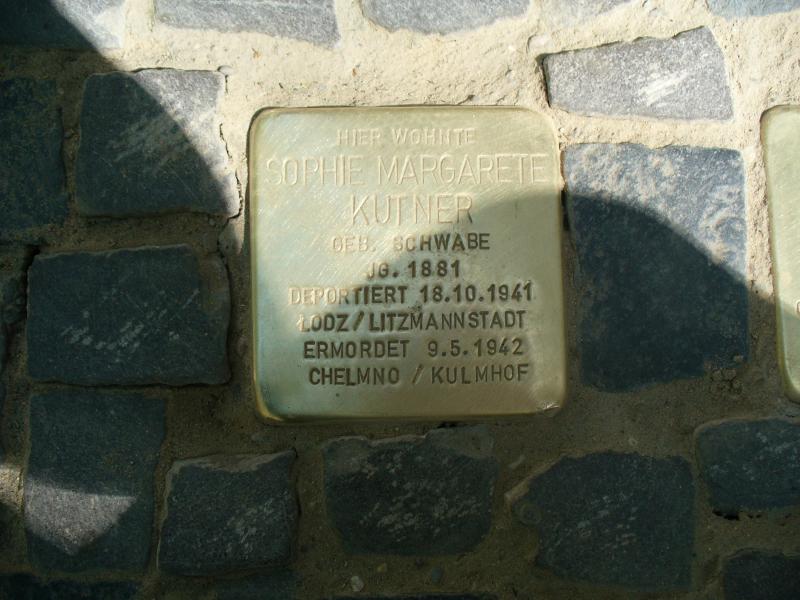 HIER WOHNTE
SOPHIE MARGARETE
KUTNER
GEB. SCHWABE
JG. 1881
DEPORTIERT 18.10.1941
LODZ / LITZMANNSTADT
ERMORDET 9.5.1942
CHELMNO / KULMHOF